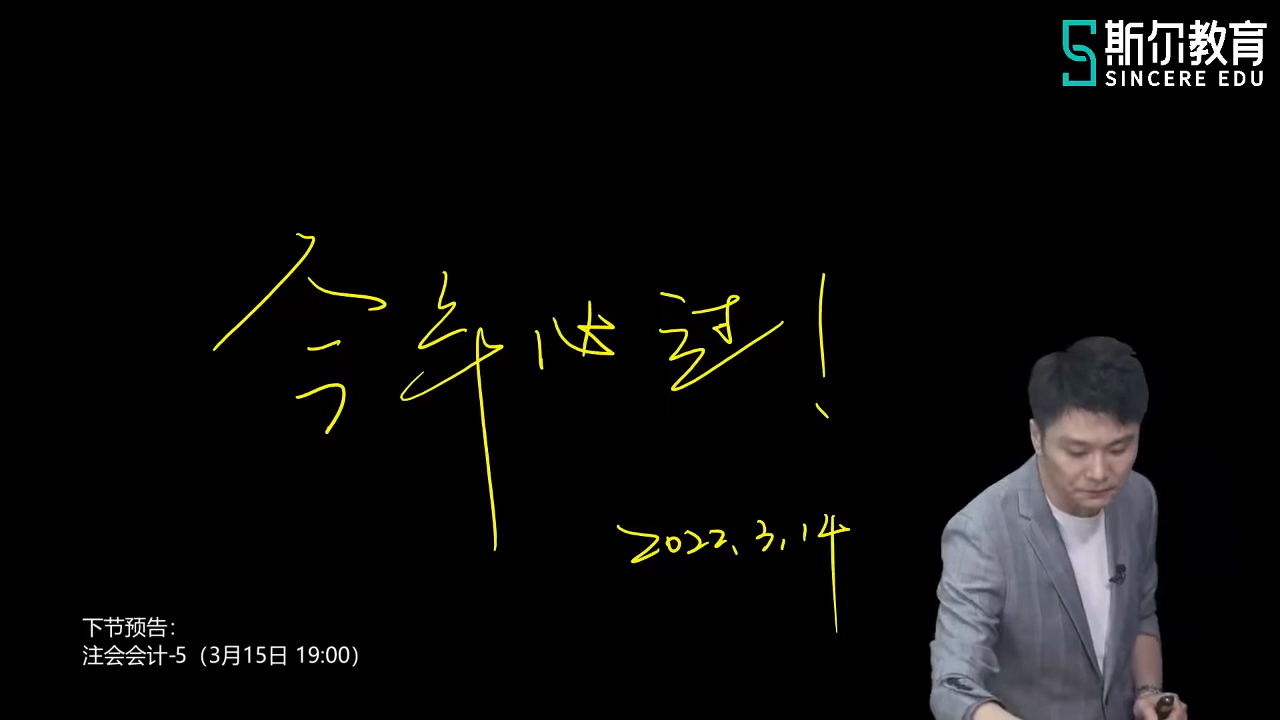 斯尔教育
SINCERE EDU
今年必过!
2022.3.14
下节预告:
注会会计-5(3月15日 19:00)